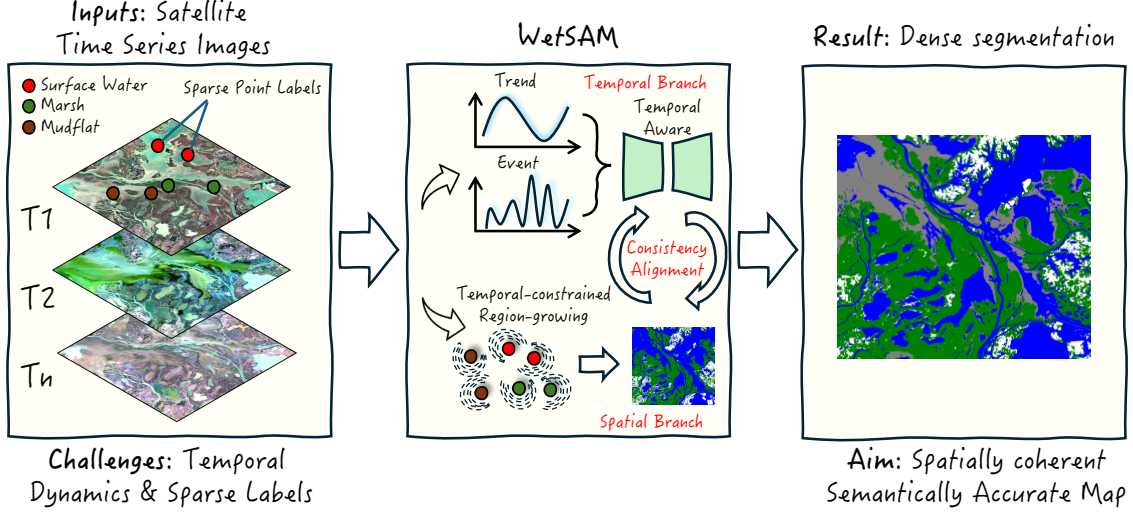 Inputs: Satellite
Time Series Images
Surface Water
Marsh
Mudflat
Sparse Point Labels
T1
T2
Tn
Challenges: Temporal
Dynamics & Sparse Labels
WetSAM
Trend
Temporal Branch
Temporal
Aware
Event
Consistency
Alignment
Temporal-constrained
Region-growing
Spatial Branch
Result: Dense segmentation
Aim: Spatially coherent
Semantically Accurate Map